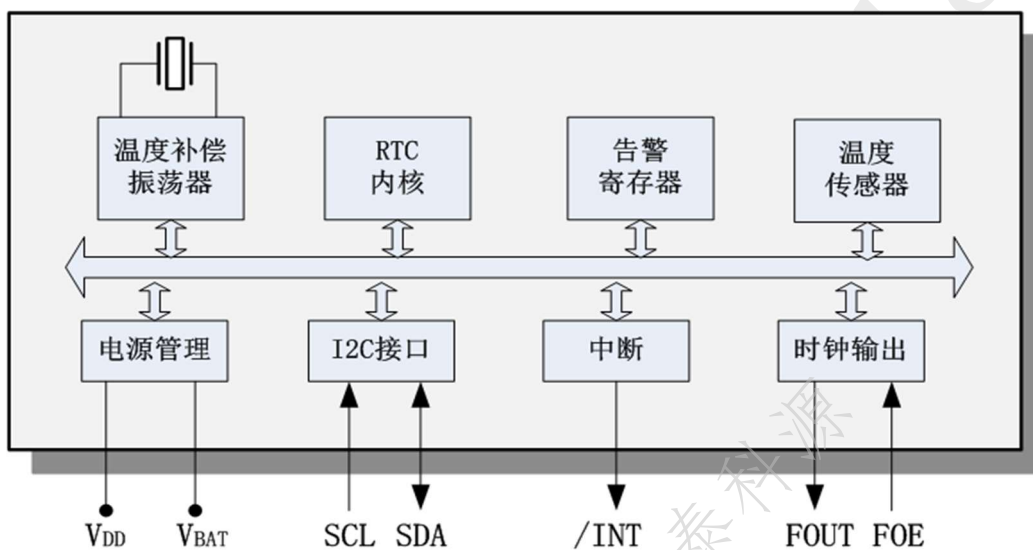 温度补偿
振荡器
RTC
内核
告警
寄存器
温度
传感器
电源管理
I2C接口
中断
时钟输出
VDD
VBAT
SCL
SDA
/INT
FOUT
FOE
泰科源